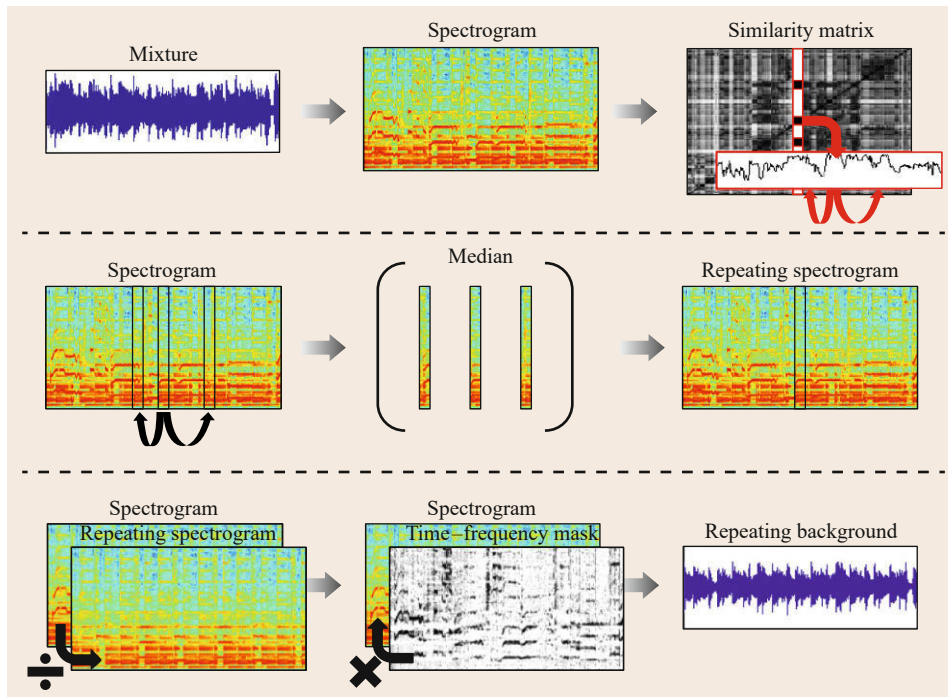 Mixture
Spectrogram
Similarity matrix
Spectrogram
Median
Repeating spectrogram
Spectrogram
Repeating spectrogram
Spectrogram
Time–frequency mask
Repeating background